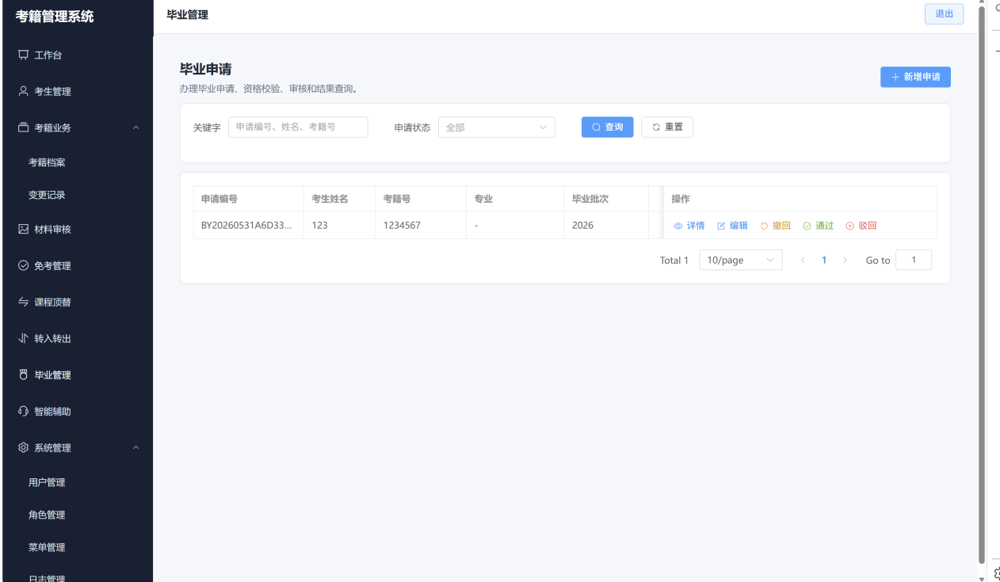 考籍管理系统
工作台
考生管理
考籍业务
考籍档案
变更记录
材料审核
免考管理
课程顶替
转入转出
毕业管理
智能辅助
系统管理
用户管理
角色管理
菜单管理
日志管理
毕业管理
退出
毕业申请
办理毕业申请、资格校验、审核和结果查询。
新增申请
关键字 申请编号、姓名、考籍号 申请状态 全部 查询 重置
申请编号 考生姓名 考籍号 专业 毕业批次 操作
BY20260531A6D33... 123 1234567 - 2026 详情 编辑 撤回 通过 驳回
Total 1 10/page 1 Go to 1